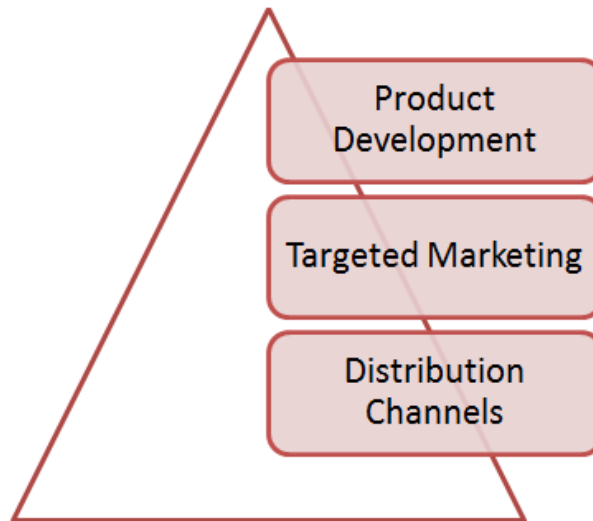 Product
Development
Targeted Marketing
Distribution
Channels